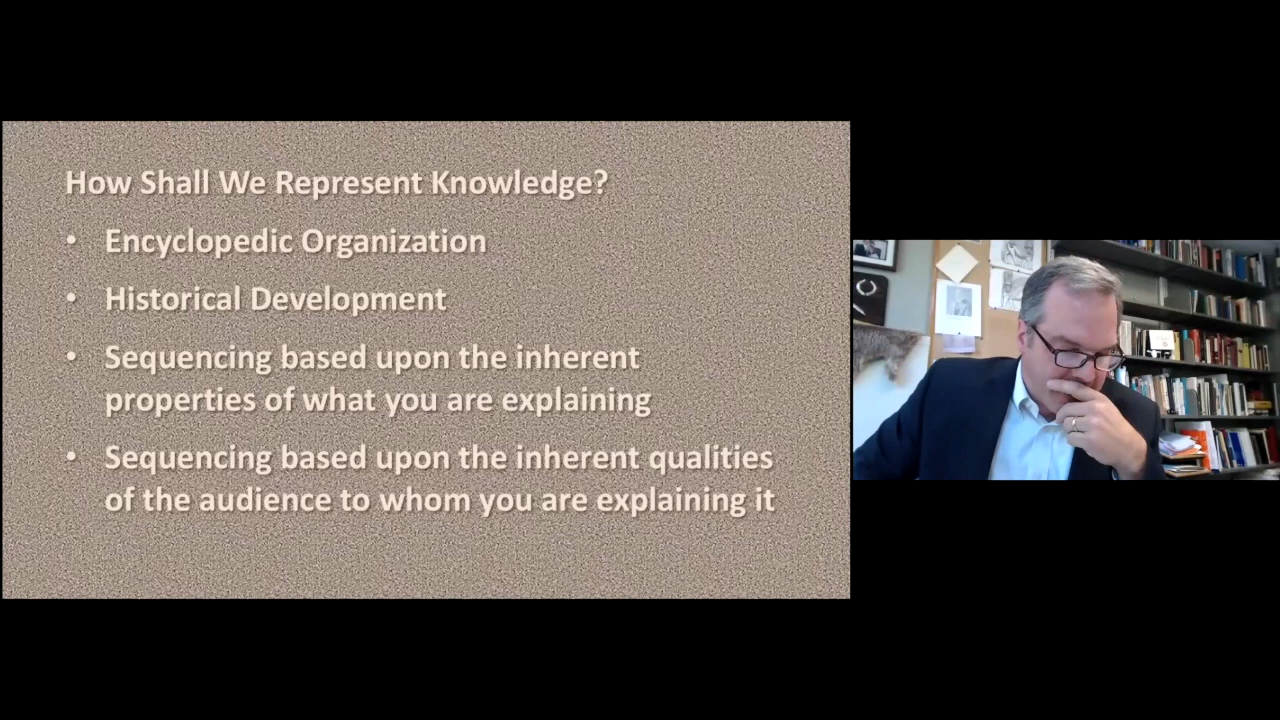 How Shall We Represent Knowledge?
• Encyclopedic Organization
• Historical Development
• Sequencing based upon the inherent
properties of what you are explaining
• Sequencing based upon the inherent qualities
of the audience to whom you are explaining it